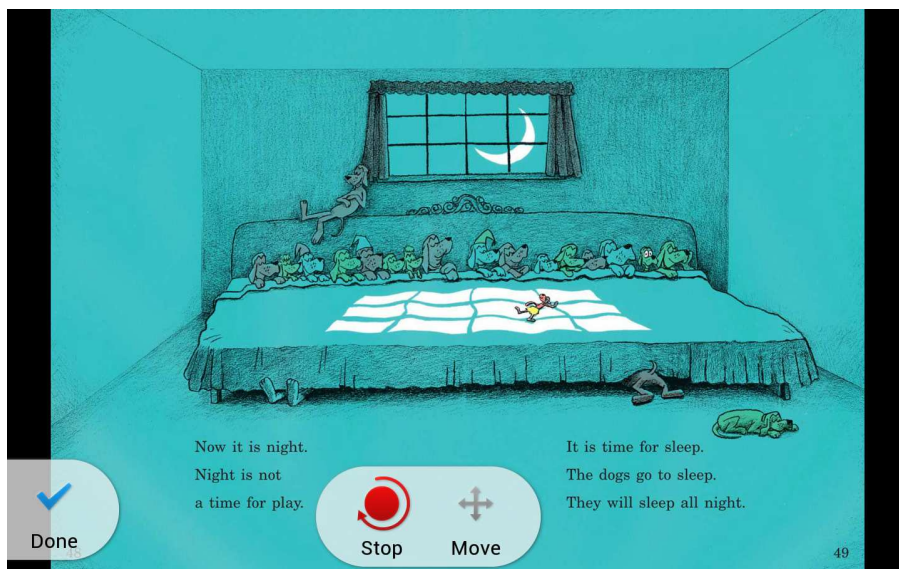 Now it is night.
Night is not
a time for play.
It is time for sleep.
The dogs go to sleep.
They will sleep all night.
Done
Stop
Move
48
49